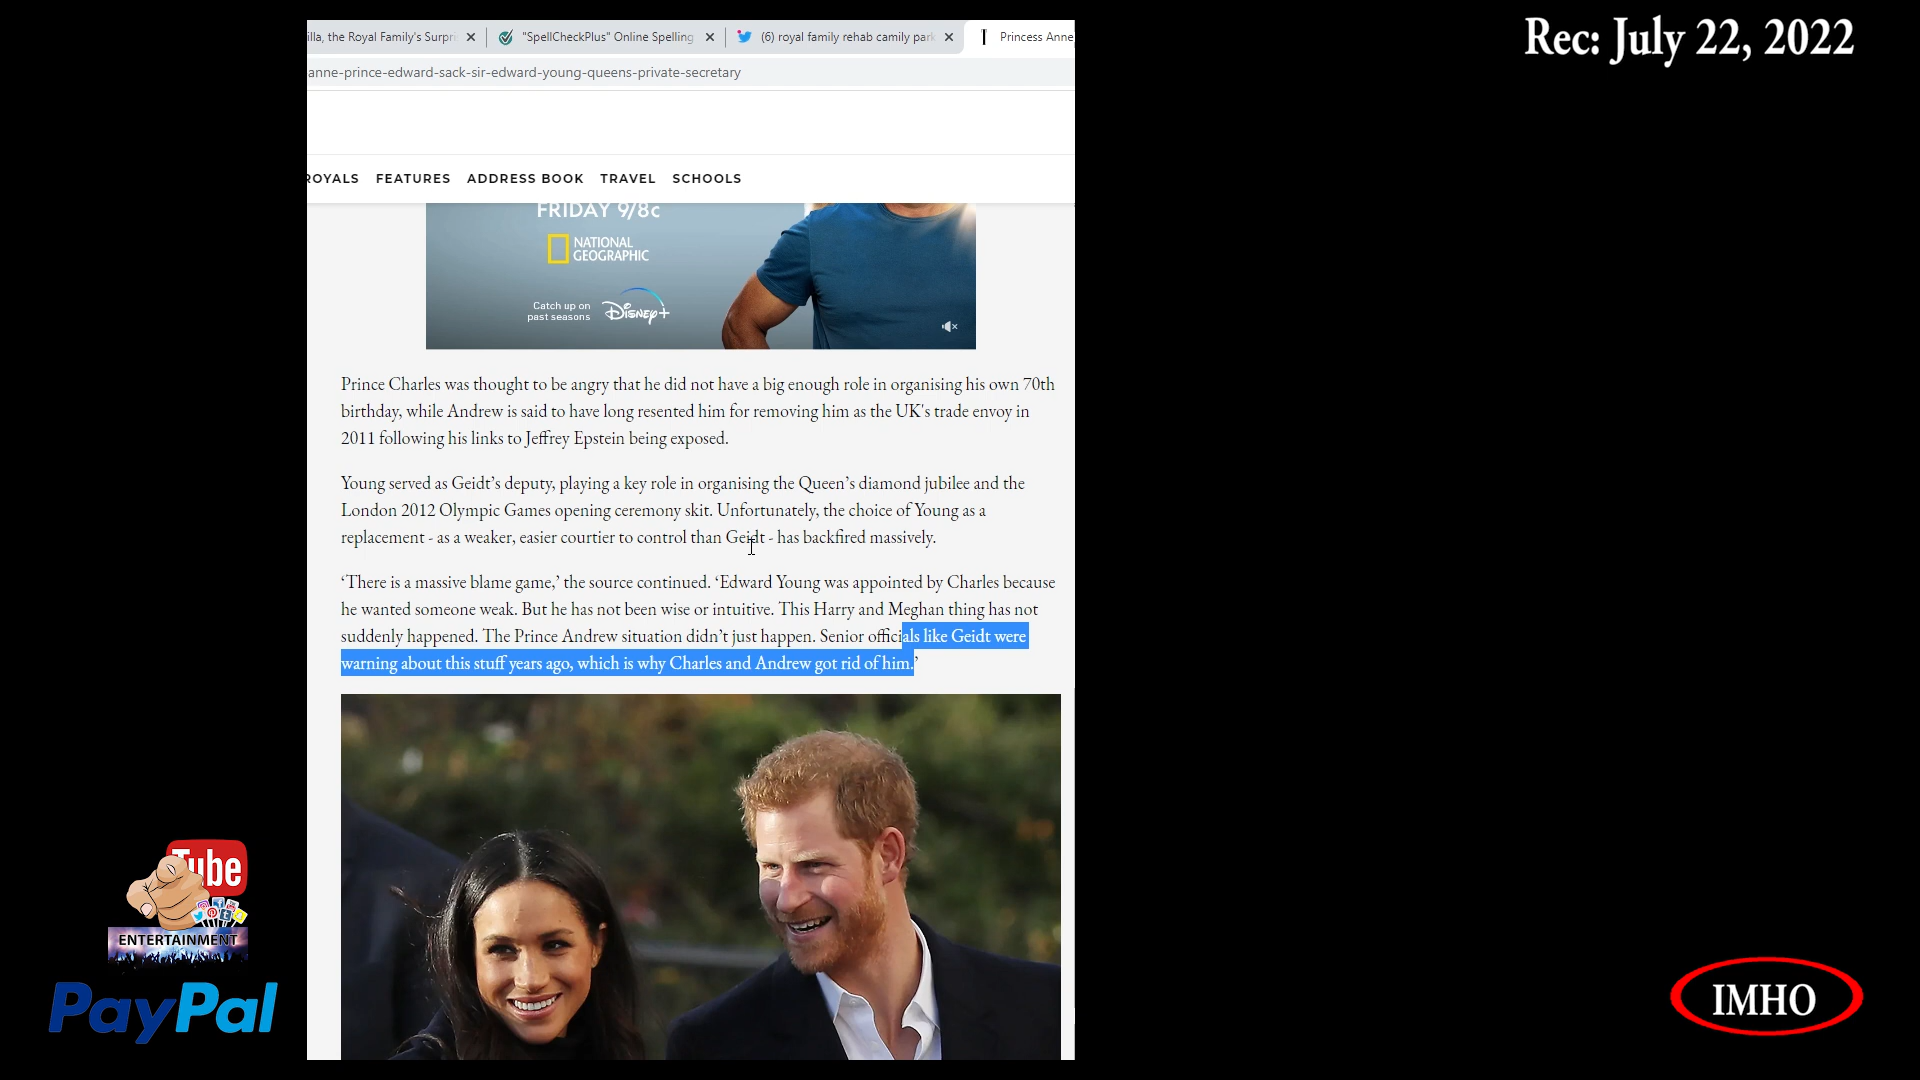 Rec: July 22, 2022
illa, the Royal Family's Surpr
"SpellCheckPlus" Online Spelling
(6) royal family rehab camily park
Princess Anne
anne-prince-edward-sack-sir-edward-young-queens-private-secretary
ROYALS FEATURES ADDRESS BOOK TRAVEL SCHOOLS
FRIDAY 9/8c
NATIONAL
GEOGRAPHIC
Catch up on
past seasons
Disney+
Prince Charles was thought to be angry that he did not have a big enough role in organising his own 70th
birthday, while Andrew is said to have long resented him for removing him as the UK's trade envoy in
2011 following his links to Jeffrey Epstein being exposed.
Young served as Geidt’s deputy, playing a key role in organising the Queen’s diamond jubilee and the
London 2012 Olympic Games opening ceremony skit. Unfortunately, the choice of Young as a
replacement - as a weaker, easier courtier to control than Geidt - has backfired massively.
‘There is a massive blame game,’ the source continued. ‘Edward Young was appointed by Charles because
he wanted someone weak. But he has not been wise or intuitive. This Harry and Meghan thing has not
suddenly happened. The Prince Andrew situation didn’t just happen. Senior officials like Geidt were
warning about this stuff years ago, which is why Charles and Andrew got rid of him.’
Tube
ENTERTAINMENT
PayPal
IMHO